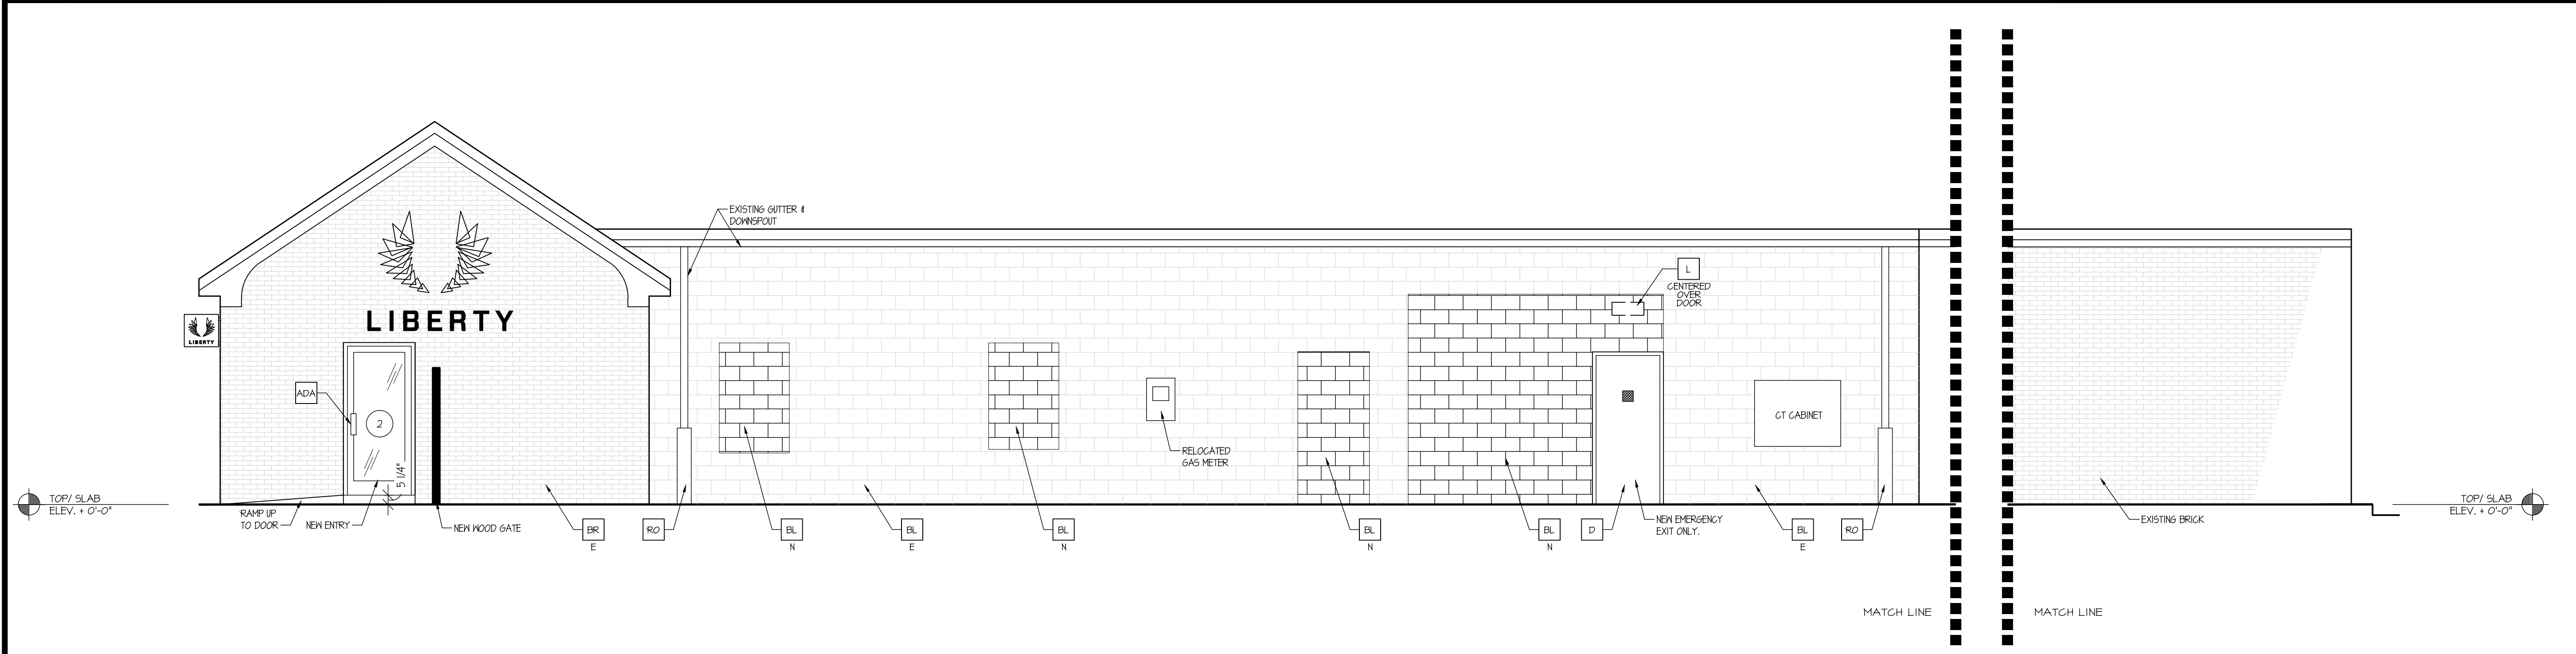 EXISTING GUTTER &
DOWNSPOUT
L
CENTERED
OVER
DOOR
LIBERTY
LIBERTY
ADA
2
5 1/4"
CT CABINET
RELOCATED
GAS METER
TOP/ SLAB
ELEV. + 0'-0"
RAMP UP
TO DOOR
NEW ENTRY
NEW WOOD GATE
BR
E
RO
BL
N
BL
E
BL
N
BL
N
BL
N
D
NEW EMERGENCY
EXIT ONLY.
BL
E
RO
EXISTING BRICK
TOP/ SLAB
ELEV. + 0'-0"
MATCH LINE
MATCH LINE